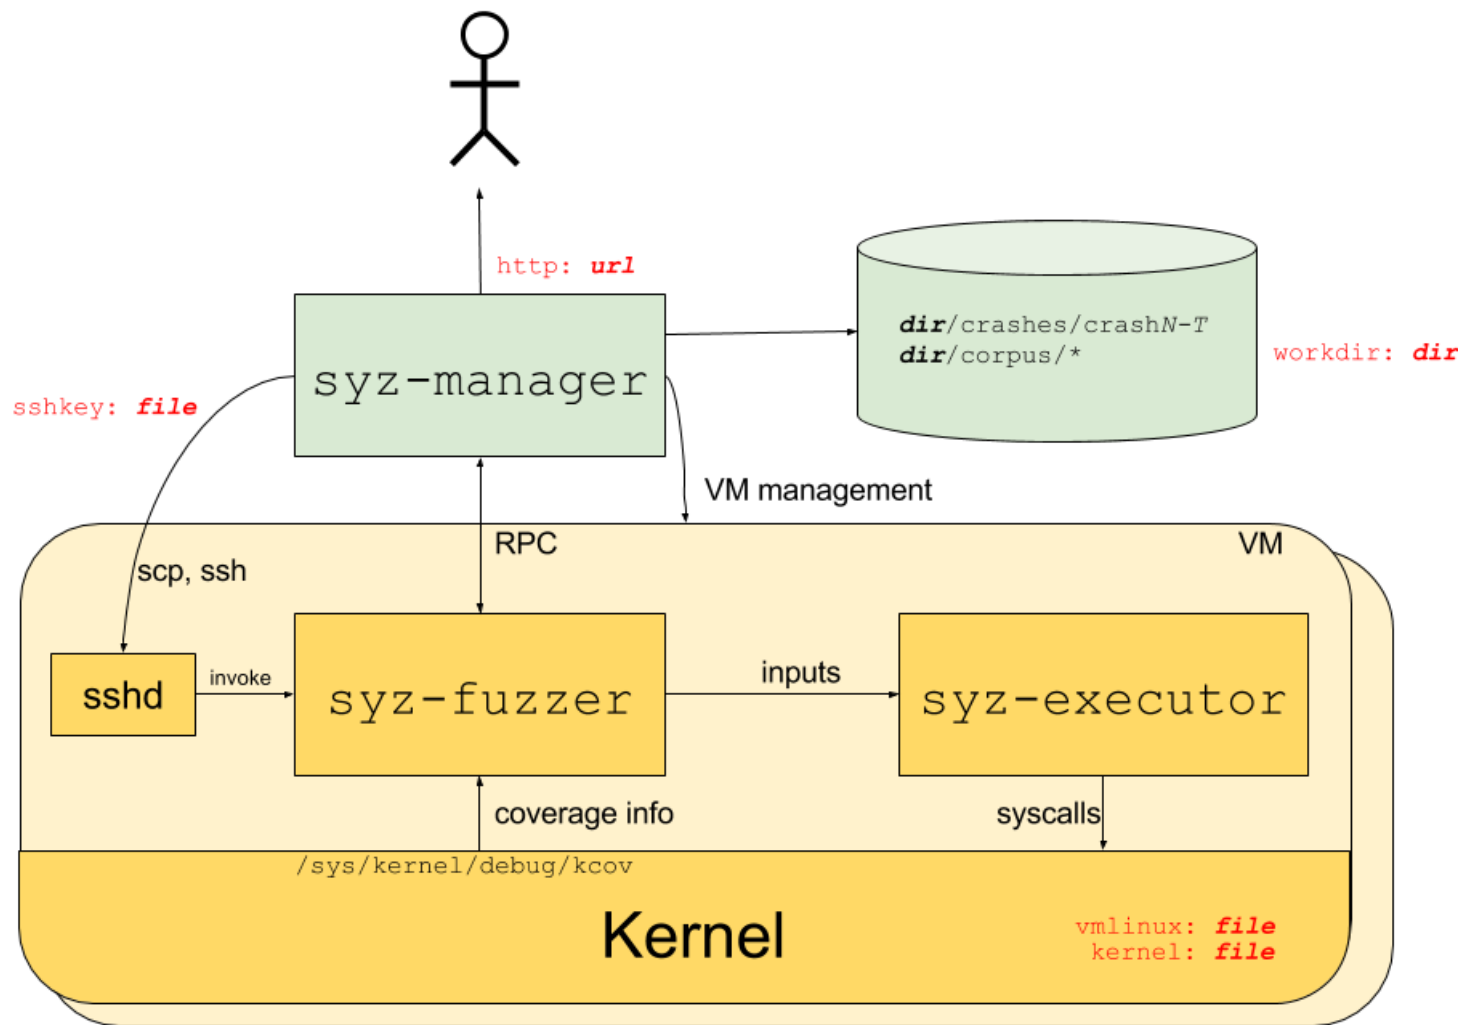 http: url
dir/crashes/crashN-T
dir/corpus/*
workdir: dir
syz-manager
sshkey: file
VM management
RPC
VM
scp, ssh
sshd
invoke
syz-fuzzer
inputs
syz-executor
coverage info
syscalls
/sys/kernel/debug/kcov
Kernel
vmlinux: file
kernel: file